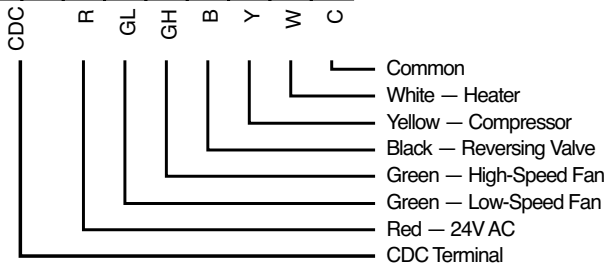 CDC R GL GH B Y W C
Common
White — Heater
Yellow — Compressor
Black — Reversing Valve
Green — High-Speed Fan
Green — Low-Speed Fan
Red — 24V AC
CDC Terminal